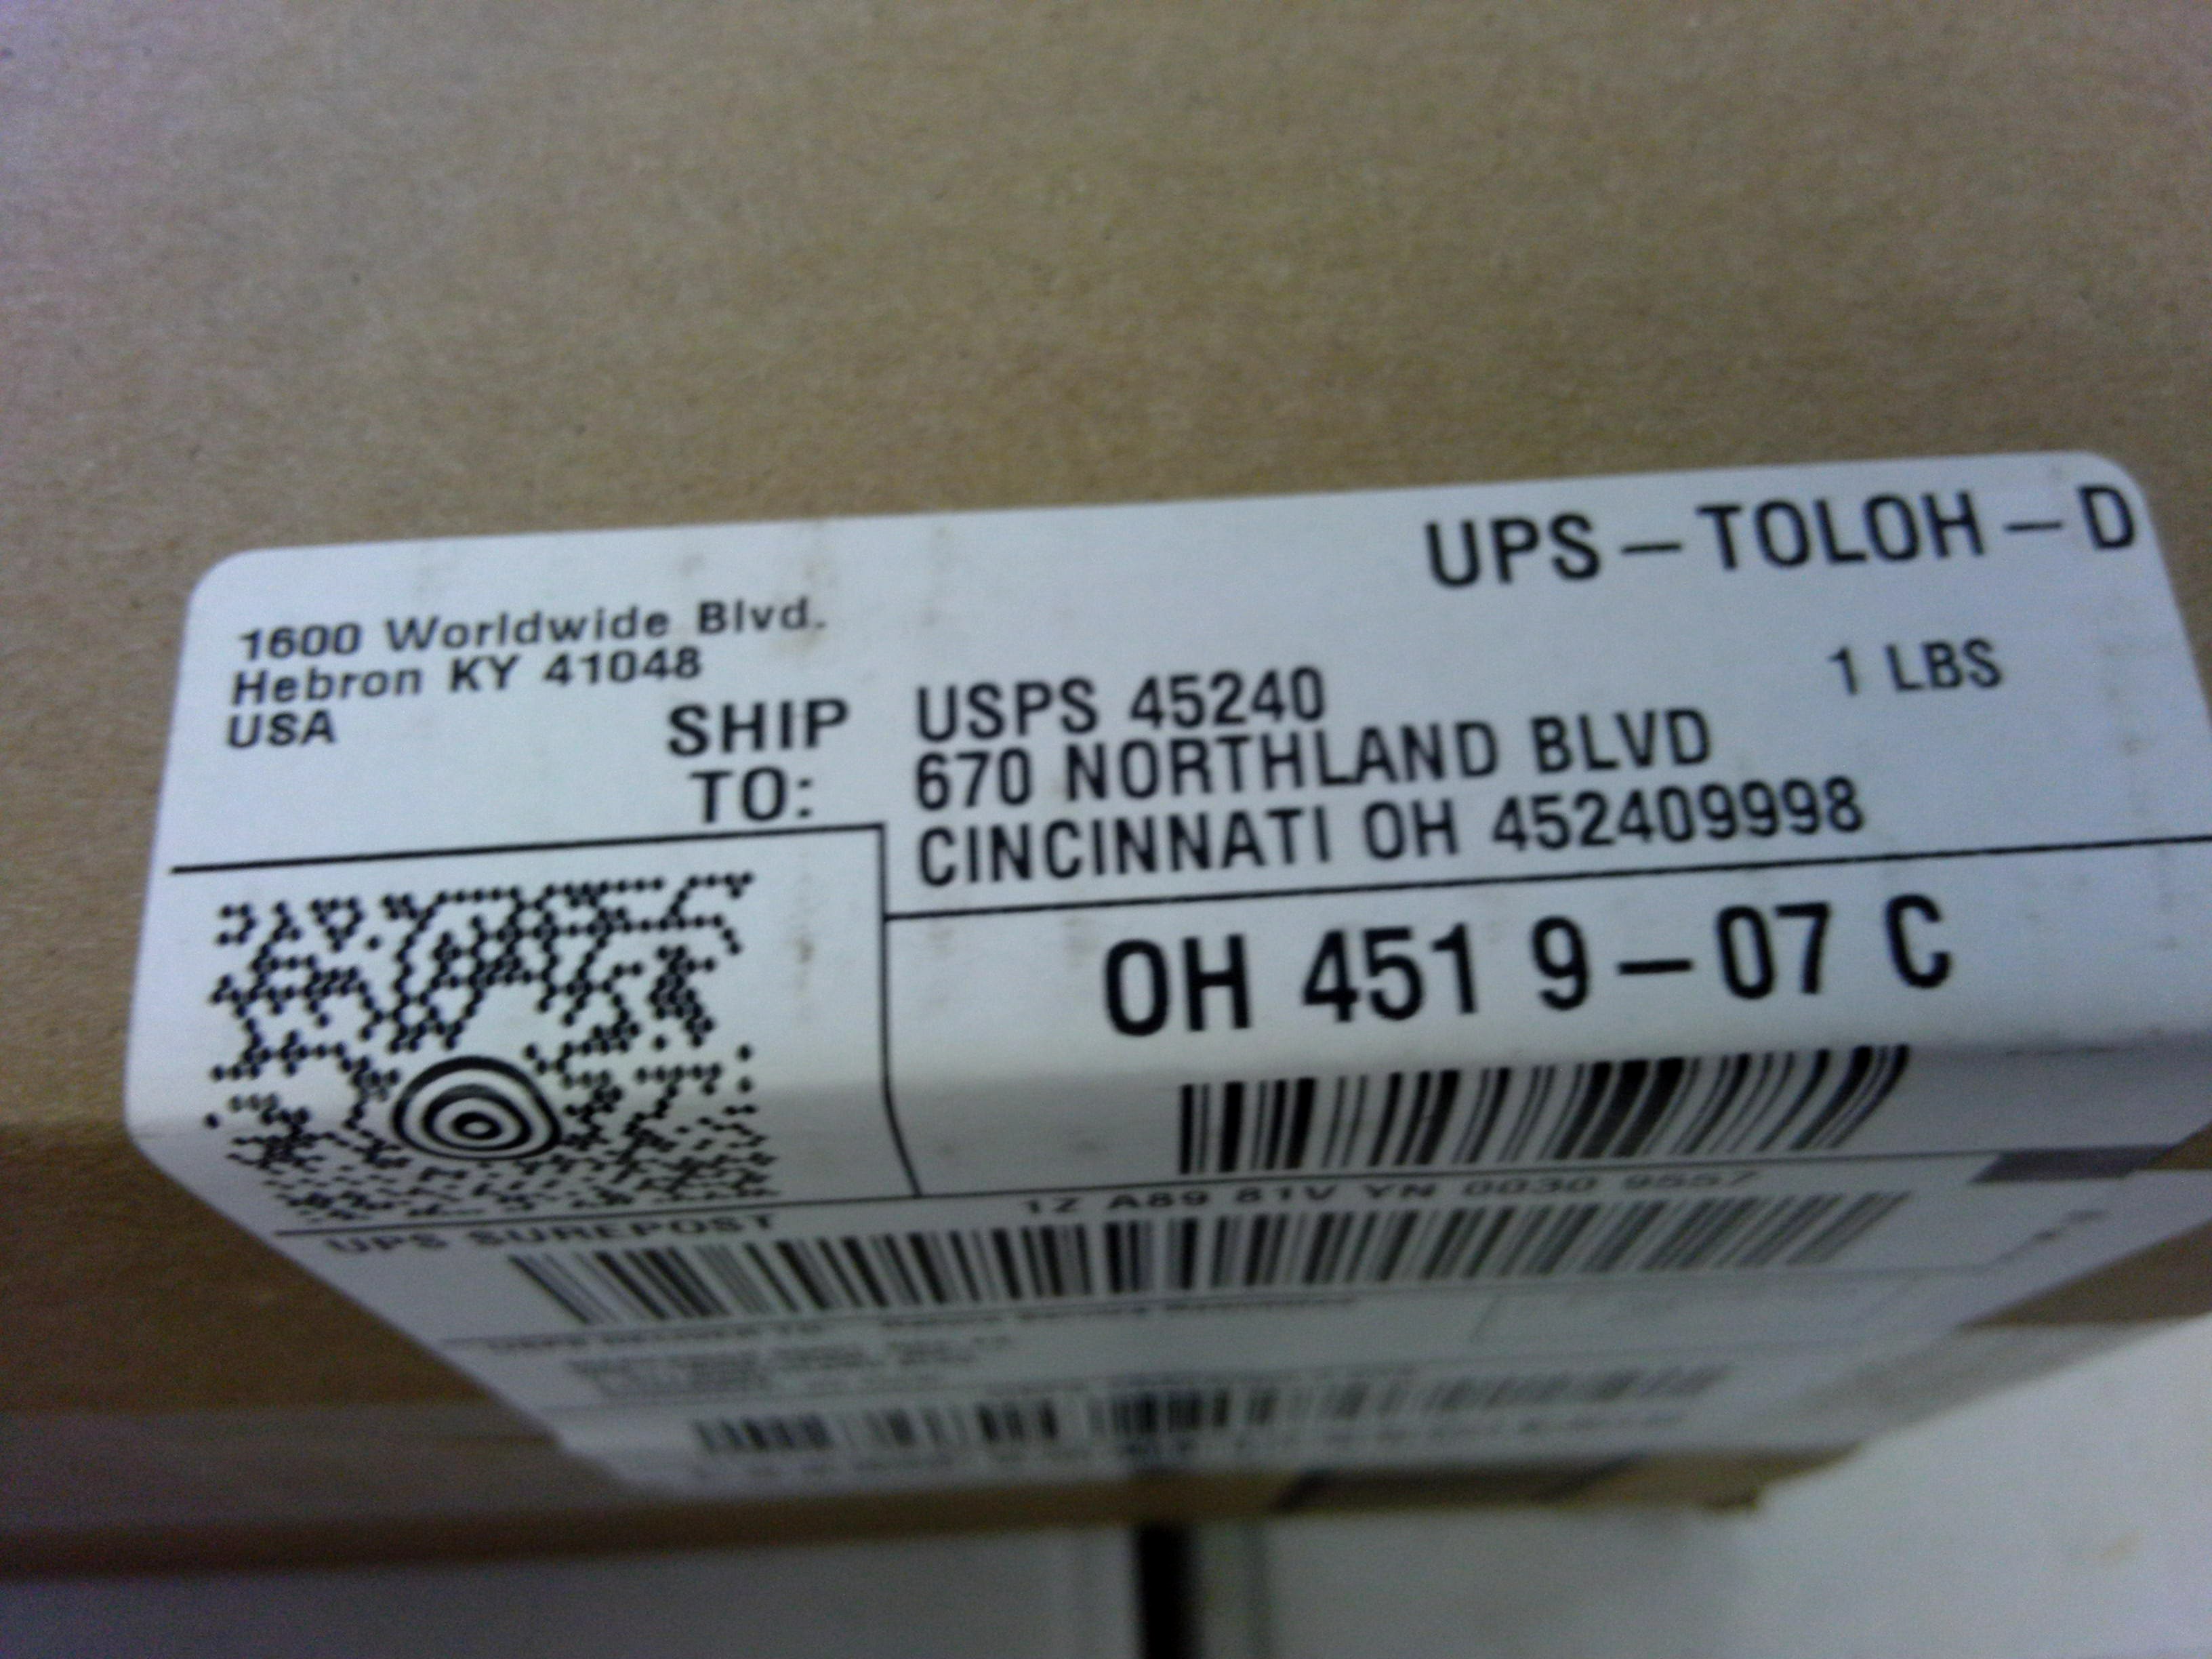 UPS-TOLOH-D
1600 Worldwide Blvd.
Hebron KY 41048
USA
1 LBS
SHIP
TO:
USPS 45240
670 NORTHLAND BLVD
CINCINNATI OH 452409998
OH 451 9-07 C
UPS SUREPOST
1Z A89 81V YN 0030 9557